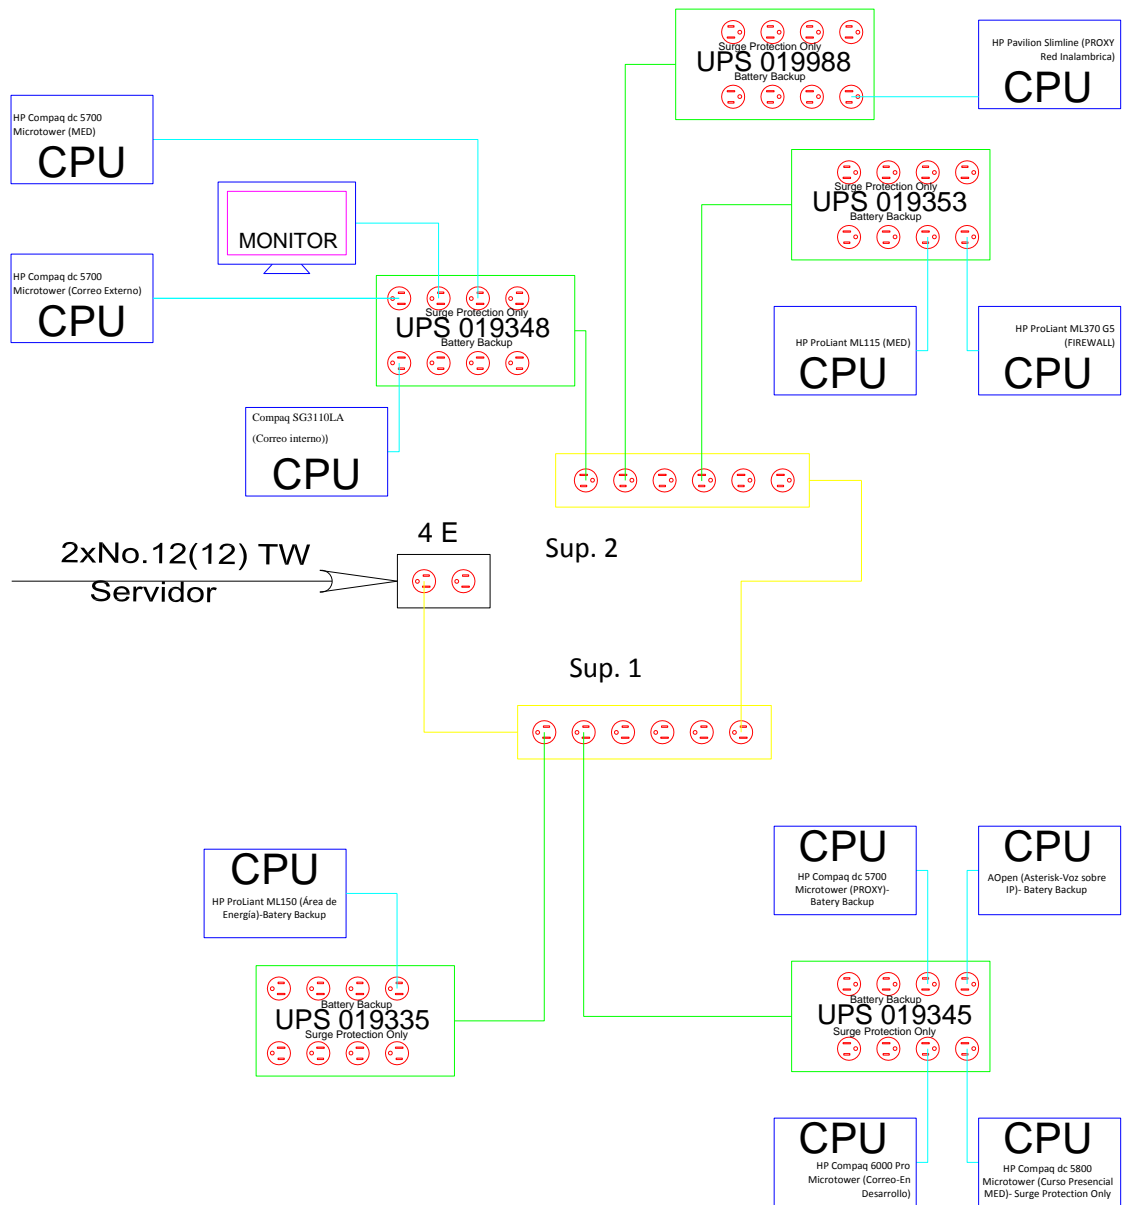 Surge Protection Only
UPS 019988
Battery Backup
HP Pavilion Slimline (PROXY
Red Inalambrica)
CPU
HP Compaq dc 5700
Microtower (MED)
CPU
Surge Protection Only
UPS 019353
Battery Backup
MONITOR
HP Compaq dc 5700
Microtower (Correo Externo)
CPU
Surge Protection Only
UPS 019348
Battery Backup
HP ProLiant ML115 (MED)
CPU
HP ProLiant ML370 G5
(FIREWALL)
CPU
Compaq SG3110LA
(Correo interno))
CPU
4 E
Sup. 2
2xNo.12(12) TW
Servidor
Sup. 1
CPU
HP ProLiant ML150 (Área de
Energía)-Batery Backup
CPU
HP Compaq dc 5700
Microtower (PROXY)-
Batery Backup
CPU
AOpen (Asterisk-Voz sobre
IP)- Batery Backup
Battery Backup
UPS 019335
Surge Protection Only
Battery Backup
UPS 019345
Surge Protection Only
CPU
HP Compaq 6000 Pro
Microtower (Correo-En
Desarrollo)
CPU
HP Compaq dc 5800
Microtower (Curso Presencial
MED)- Surge Protection Only